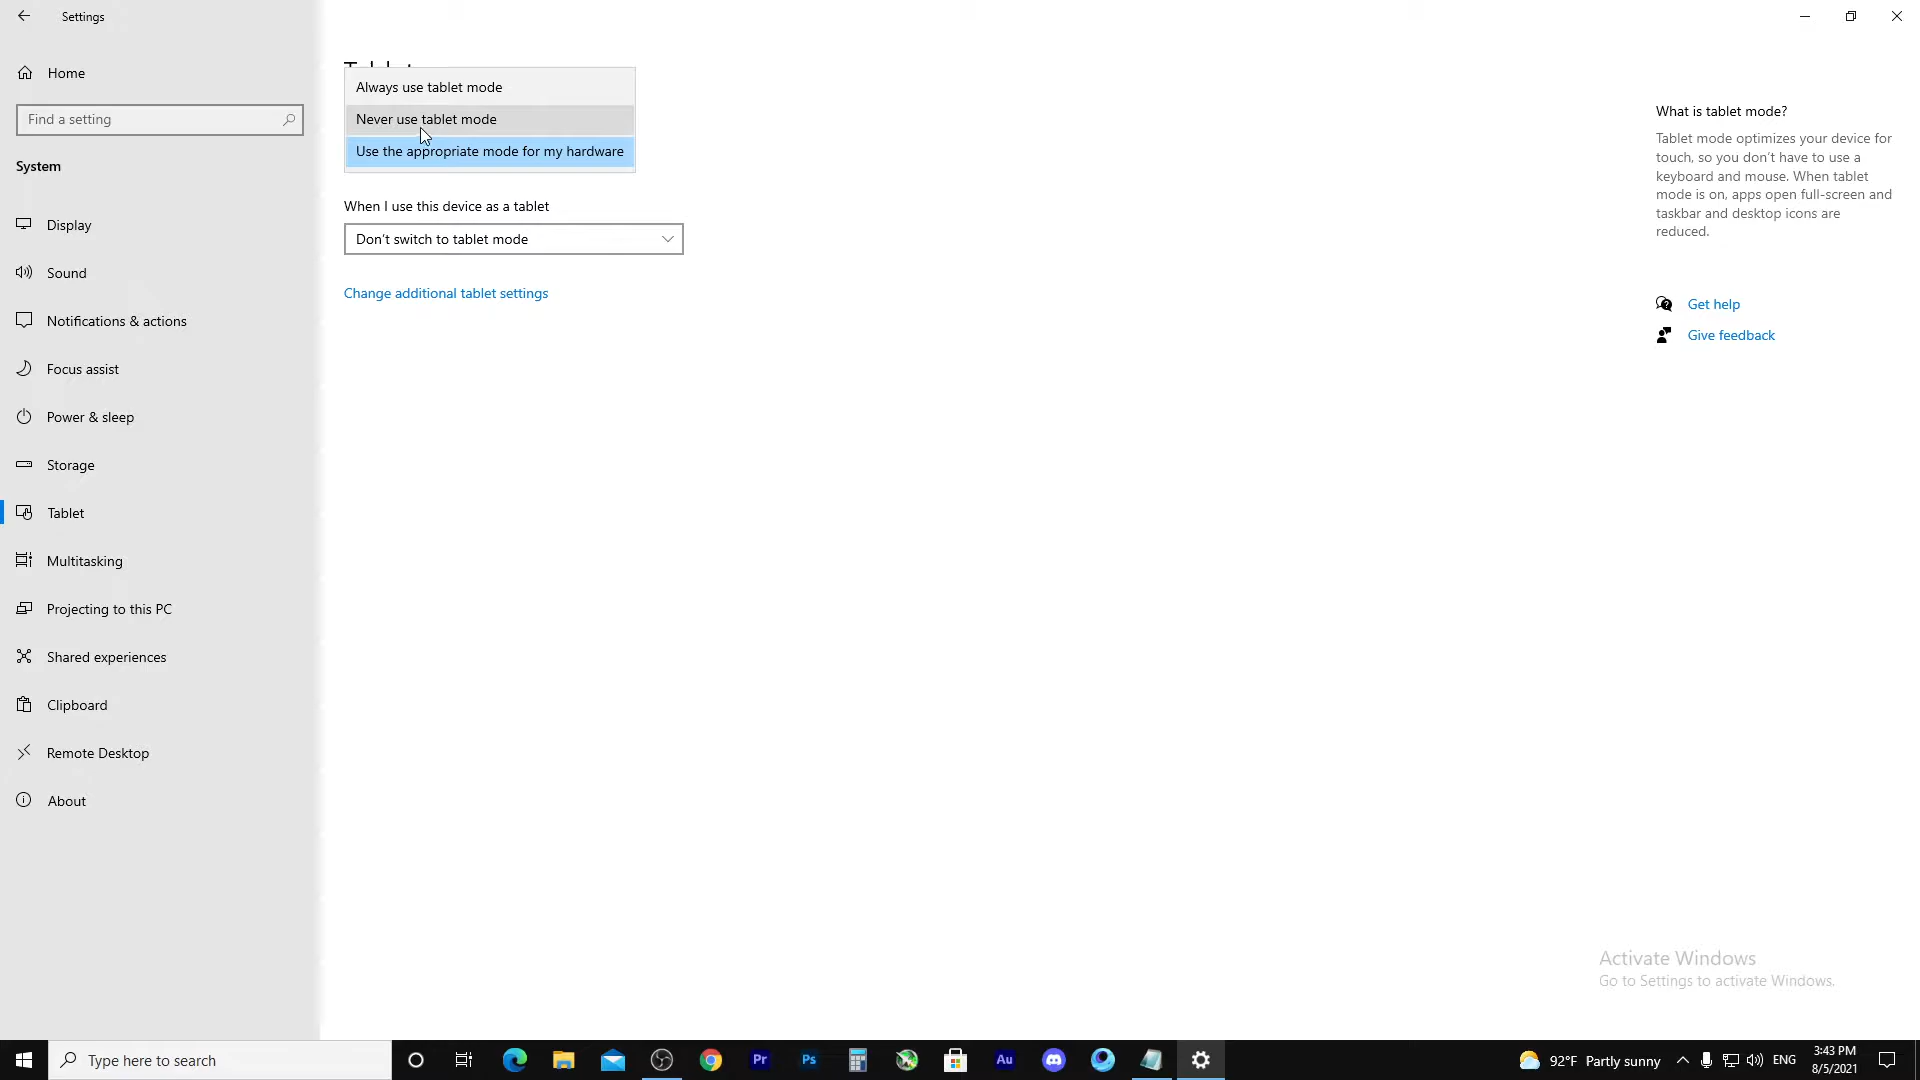 Settings
Home
Find a setting
System
Display
Sound
Notifications & actions
Focus assist
Power & sleep
Storage
Tablet
Multitasking
Projecting to this PC
Shared experiences
Clipboard
Remote Desktop
About
Tablet
Always use tablet mode
Never use tablet mode
Use the appropriate mode for my hardware
When I use this device as a tablet
Don't switch to tablet mode
Change additional tablet settings
What is tablet mode?
Tablet mode optimizes your device for
touch, so you don't have to use a
keyboard and mouse. When tablet
mode is on, apps open full-screen and
taskbar and desktop icons are
reduced.
Get help
Give feedback
Activate Windows
Go to Settings to activate Windows.
Type here to search
Pr
Ps
Au
92°F Partly sunny
ENG
3:43 PM
8/5/2021